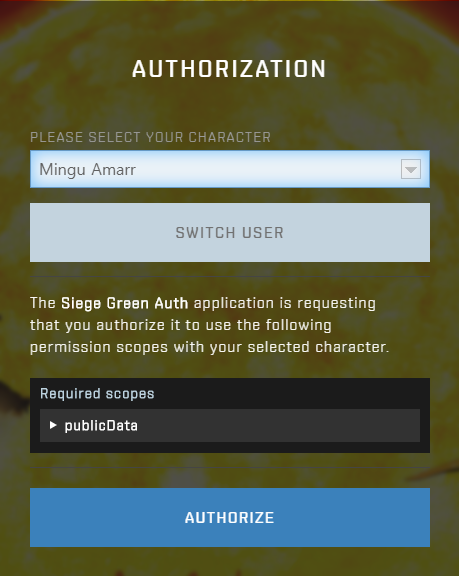 AUTHORIZATION
PLEASE SELECT YOUR CHARACTER
Mingu Amarr
SWITCH USER
The Siege Green Auth application is requesting
that you authorize it to use the following
permission scopes with your selected character.
Required scopes
publicData
AUTHORIZE